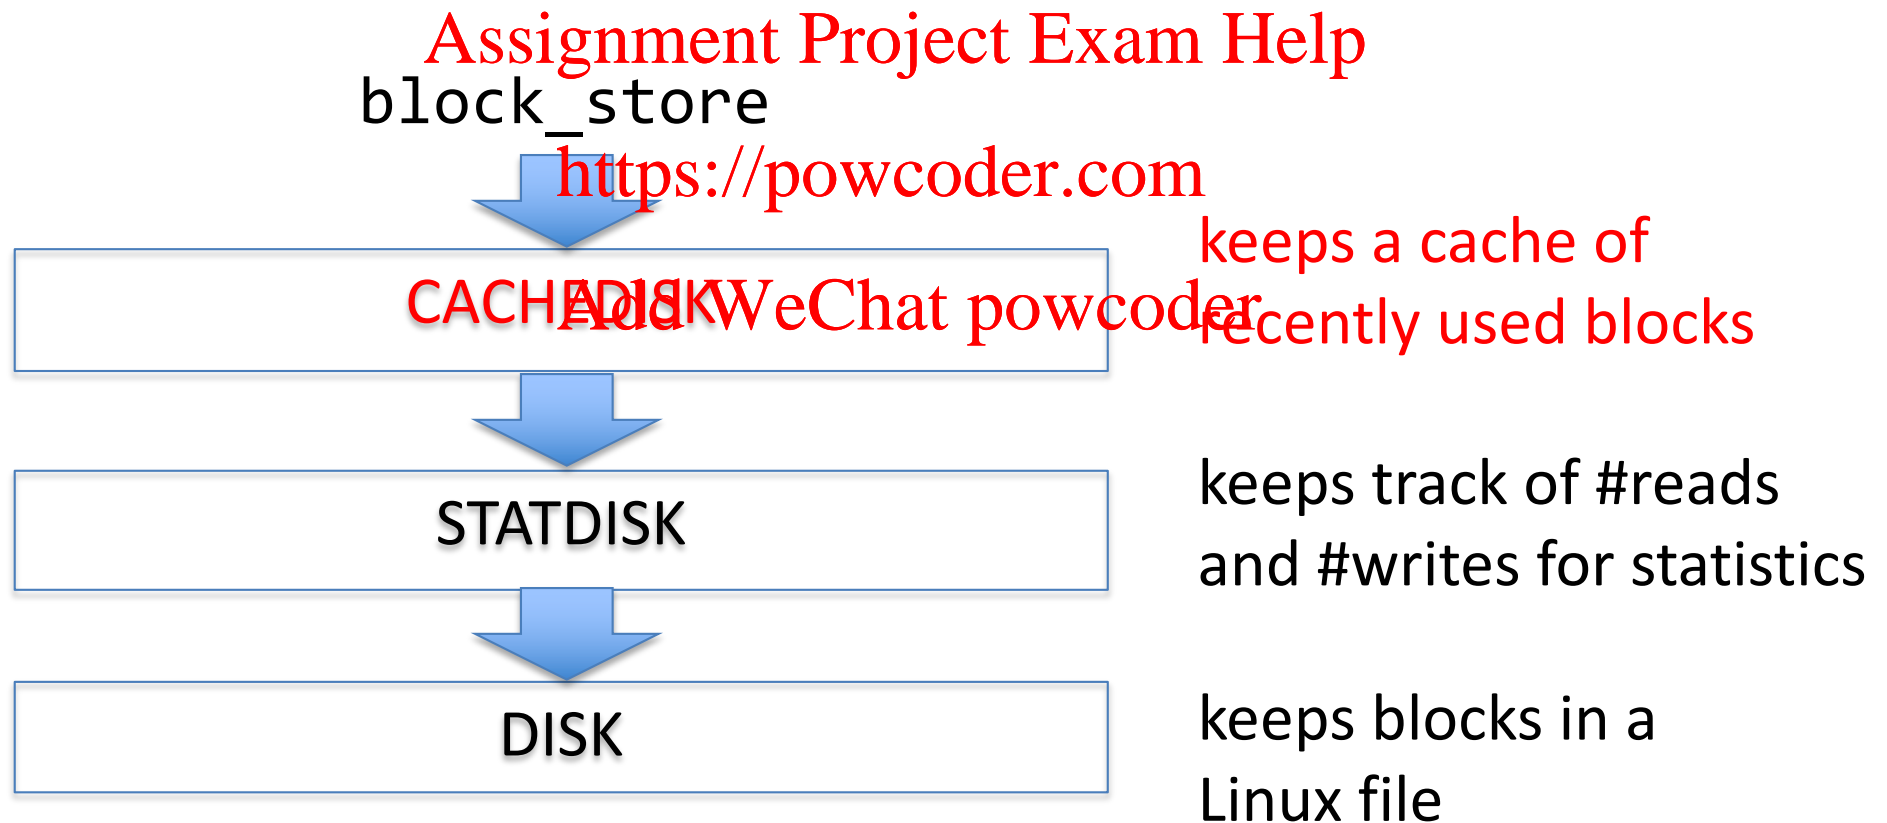 Assignment Project Exam Help
block_store
https://powcoder.com
keeps a cache of
recently used blocks
CACHEDISK
Add WeChat powcoder
STATDISK
keeps track of #reads
and #writes for statistics
DISK
keeps blocks in a
Linux file